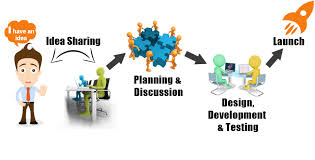 I have an
idea
Idea Sharing
Planning &
Discussion
Design,
Development
& Testing
Launch